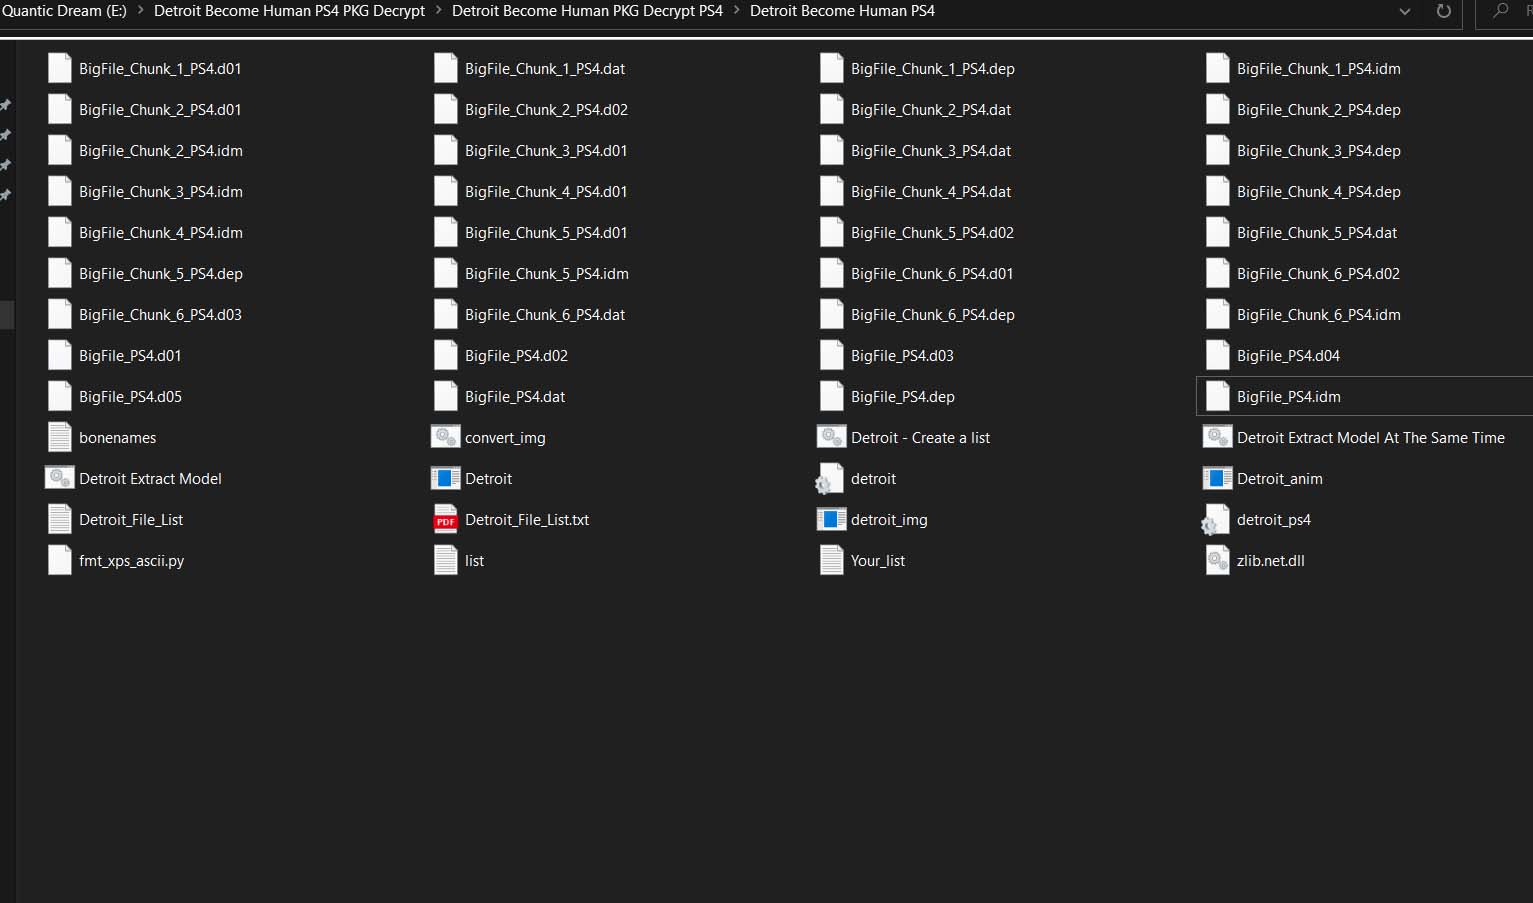 Quantic Dream (E:) > Detroit Become Human PS4 PKG Decrypt > Detroit Become Human PKG Decrypt PS4 > Detroit Become Human PS4
BigFile_Chunk_1_PS4.d01 BigFile_Chunk_1_PS4.dat BigFile_Chunk_1_PS4.dep BigFile_Chunk_1_PS4.idm
BigFile_Chunk_2_PS4.d01 BigFile_Chunk_2_PS4.d02 BigFile_Chunk_2_PS4.dat BigFile_Chunk_2_PS4.dep
BigFile_Chunk_2_PS4.idm BigFile_Chunk_3_PS4.d01 BigFile_Chunk_3_PS4.dat BigFile_Chunk_3_PS4.dep
BigFile_Chunk_3_PS4.idm BigFile_Chunk_4_PS4.d01 BigFile_Chunk_4_PS4.dat BigFile_Chunk_4_PS4.dep
BigFile_Chunk_4_PS4.idm BigFile_Chunk_5_PS4.d01 BigFile_Chunk_5_PS4.d02 BigFile_Chunk_5_PS4.dat
BigFile_Chunk_5_PS4.dep BigFile_Chunk_5_PS4.idm BigFile_Chunk_6_PS4.d01 BigFile_Chunk_6_PS4.d02
BigFile_Chunk_6_PS4.d03 BigFile_Chunk_6_PS4.dat BigFile_Chunk_6_PS4.dep BigFile_Chunk_6_PS4.idm
BigFile_PS4.d01 BigFile_PS4.d02 BigFile_PS4.d03 BigFile_PS4.d04
BigFile_PS4.d05 BigFile_PS4.dat BigFile_PS4.dep BigFile_PS4.idm
bonenames convert_img Detroit - Create a list Detroit Extract Model At The Same Time
Detroit Extract Model Detroit detroit Detroit_anim
Detroit_File_List PDF Detroit_File_List.txt detroit_img detroit_ps4
fmt_xps_ascii.py list Your_list zlib.net.dll